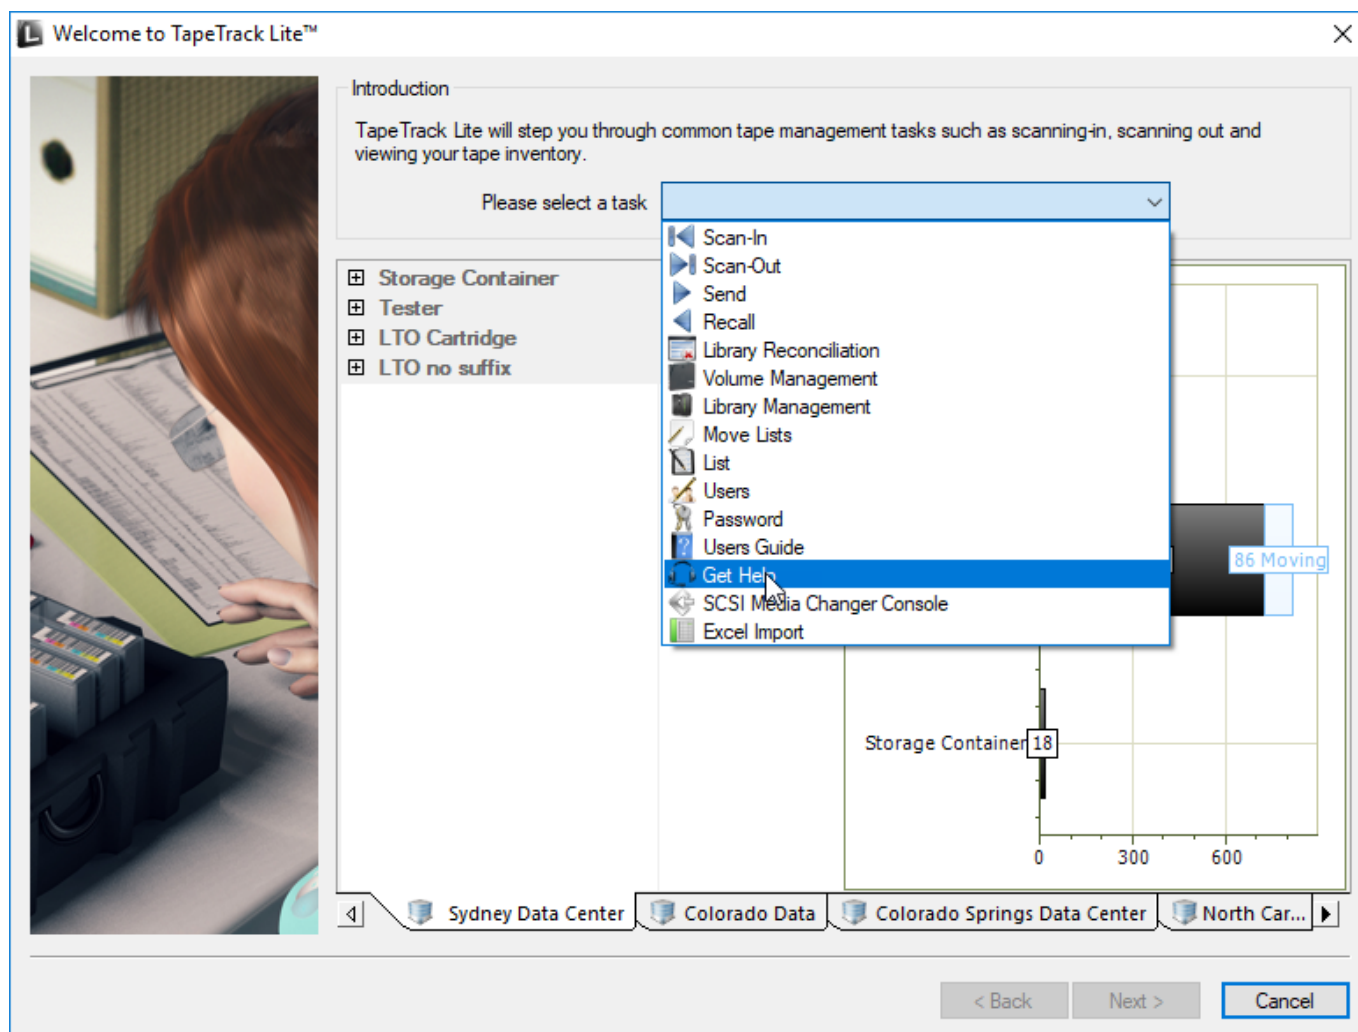 Welcome to TapeTrack Lite™
Introduction
TapeTrack Lite will step you through common tape management tasks such as scanning-in, scanning out and
viewing your tape inventory.
Please select a task
Scan-In
Scan-Out
Send
Recall
Library Reconciliation
Volume Management
Library Management
Move Lists
List
Users
Password
Users Guide
Get Help
SCSI Media Changer Console
Excel Import
Storage Container
Tester
LTO Cartridge
LTO no suffix
86 Moving
Storage Container 18
0 300 600
Sydney Data Center
Colorado Data
Colorado Springs Data Center
North Car...
< Back
Next >
Cancel